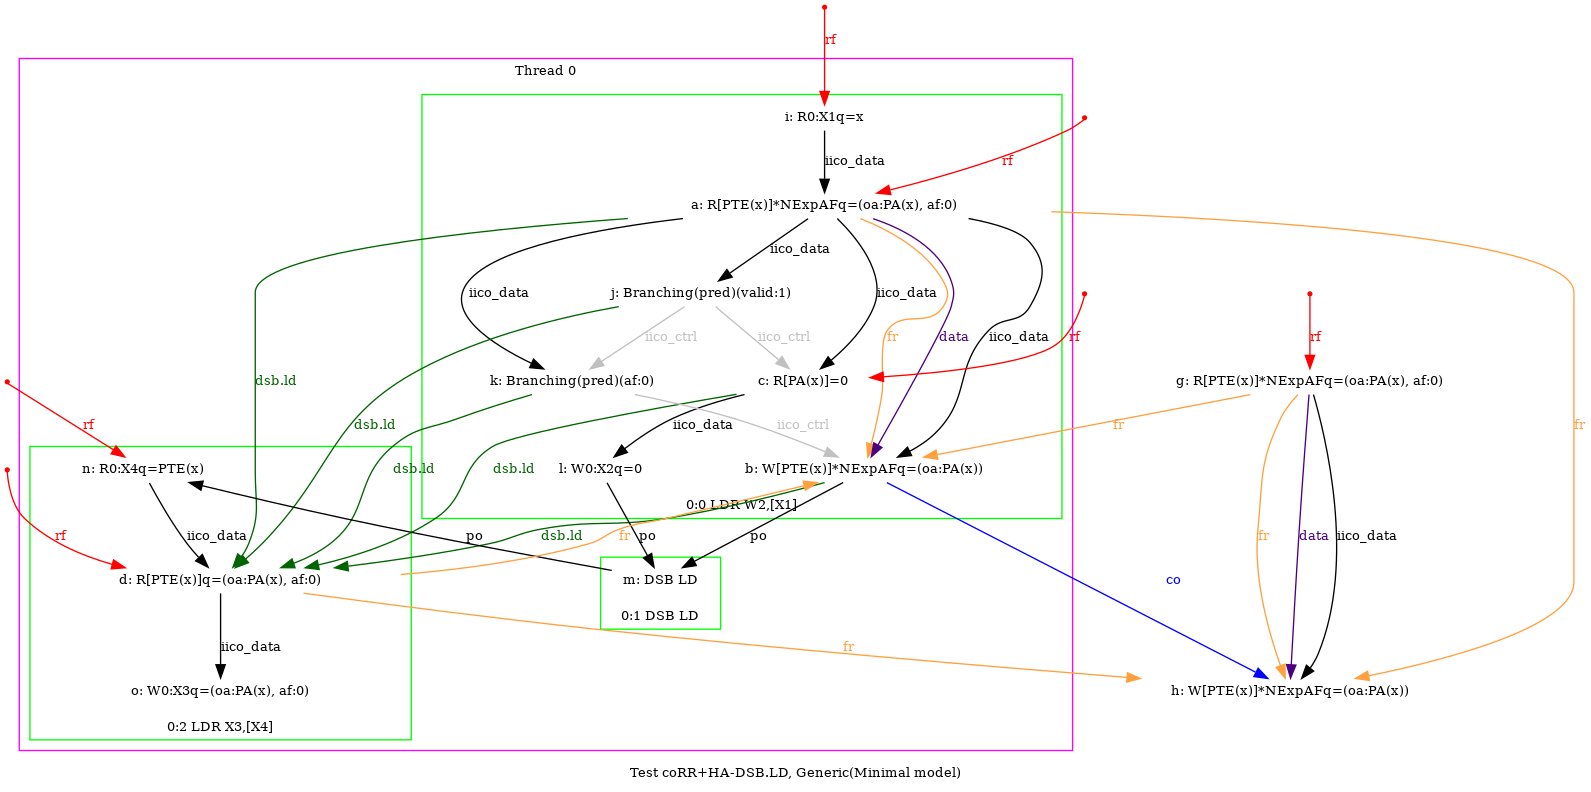 rf
Thread 0
i: R0:X1q=x
iico_data
rf
a: R[PTE(x)]*NExpAFq=(oa:PA(x), af:0)
iico_data
iico_data
j: Branching(pred)(valid:1)
iico_data
iico_ctrl
iico_ctrl
fr
data
iico_data
rf
rf
dsb.ld
k: Branching(pred)(af:0)
c: R[PA(x)]=0
g: R[PTE(x)]*NExpAFq=(oa:PA(x), af:0)
rf
dsb.ld
iico_data
iico_ctrl
fr
fr
n: R0:X4q=PTE(x)
dsb.ld
dsb.ld
l: W0:X2q=0
b: W[PTE(x)]*NExpAFq=(oa:PA(x))
0:0 LDR W2,[X1]
rf
iico_data
po
dsb.ld
fr
po
po
fr
data
iico_data
d: R[PTE(x)]q=(oa:PA(x), af:0)
m: DSB LD
co
0:1 DSB LD
iico_data
fr
o: W0:X3q=(oa:PA(x), af:0)
h: W[PTE(x)]*NExpAFq=(oa:PA(x))
0:2 LDR X3,[X4]
Test coRR+HA-DSB.LD, Generic(Minimal model)